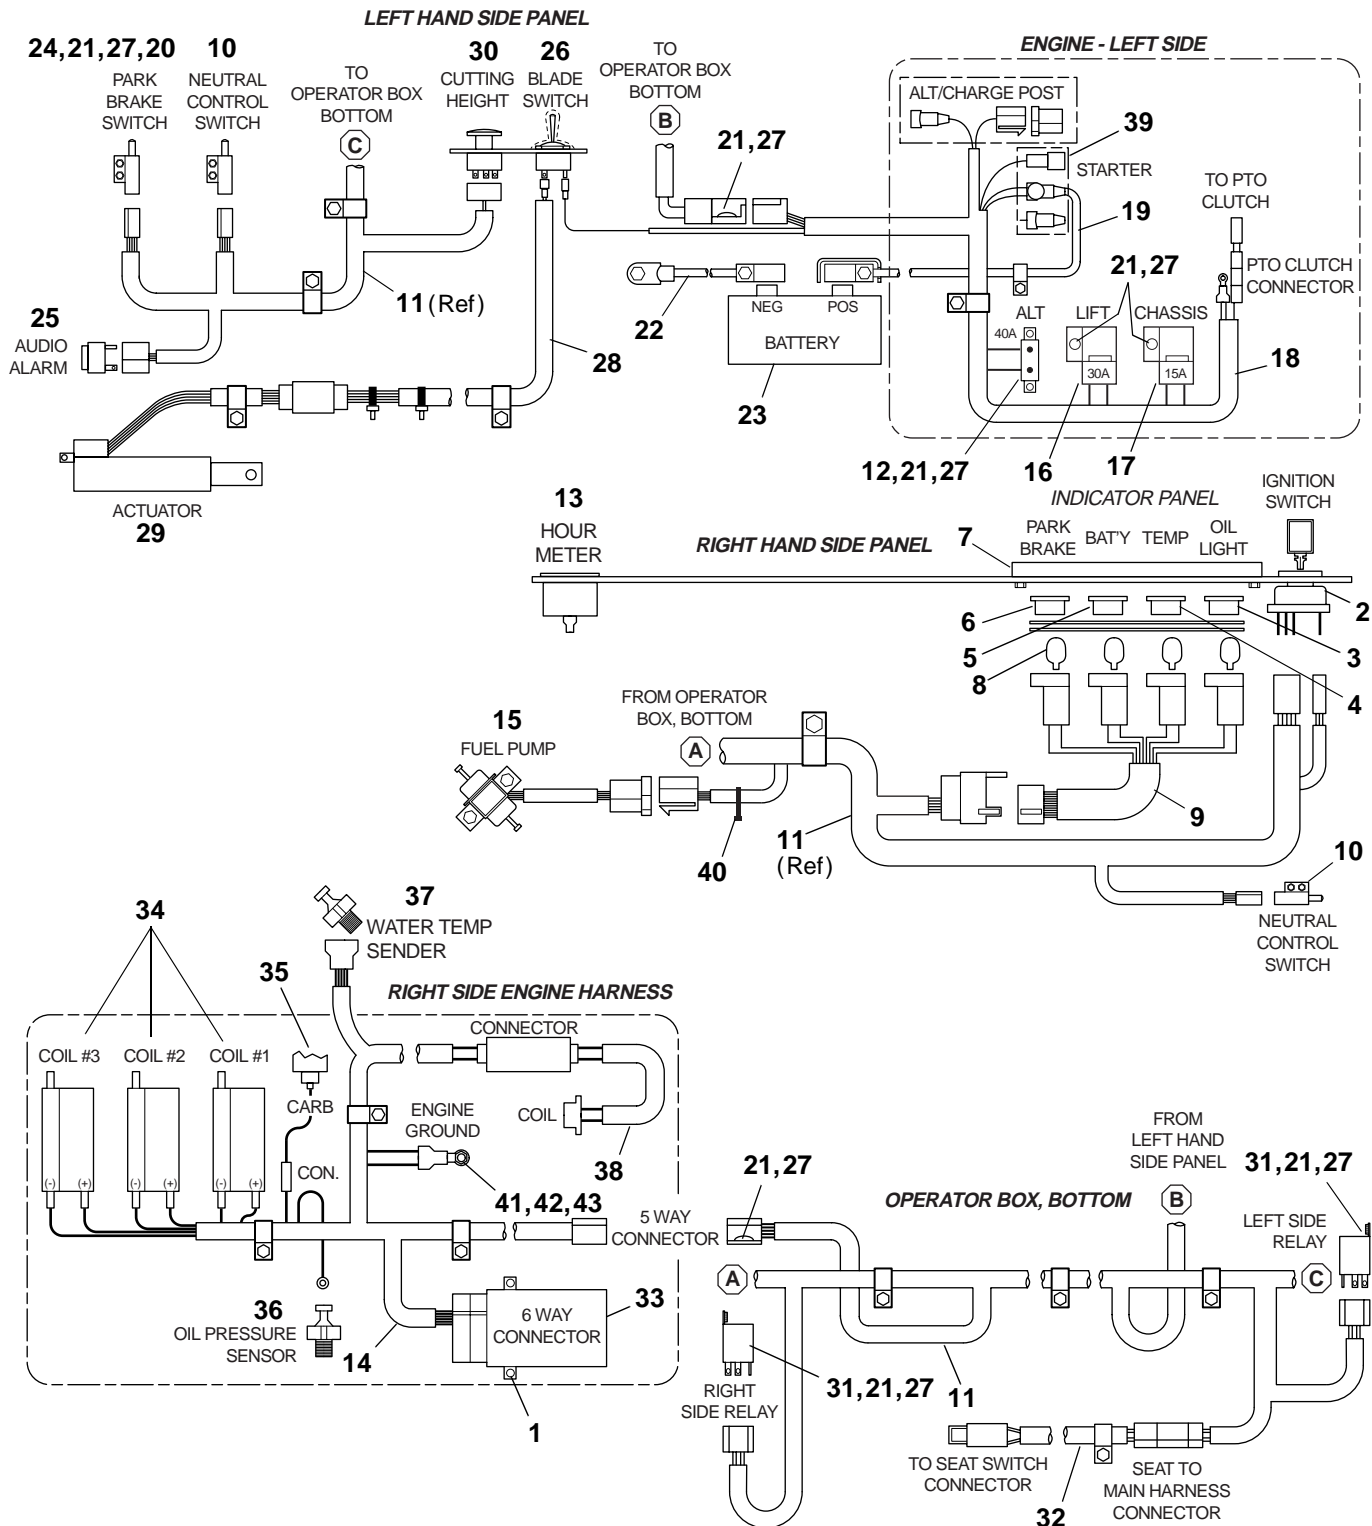 LEFT HAND SIDE PANEL
24, 21, 27, 20
PARK
BRAKE
SWITCH
10
NEUTRAL
CONTROL
SWITCH
TO
OPERATOR BOX
BOTTOM
C
30
CUTTING
HEIGHT
26
BLADE
SWITCH
TO
OPERATOR BOX
BOTTOM
B
21, 27
11 (Ref)
25
AUDIO
ALARM
28
ACTUATOR
29
22
NEG
POS
BATTERY
23
ENGINE - LEFT SIDE
ALT/CHARGE POST
39
STARTER
19
TO PTO
CLUTCH
PTO CLUTCH
CONNECTOR
21, 27
ALT
LIFT
CHASSIS
40A
30A
15A
18
12, 21, 27
16
17
13
HOUR
METER
RIGHT HAND SIDE PANEL
INDICATOR PANEL
7
PARK
BRAKE
BAT'Y
TEMP
OIL
LIGHT
IGNITION
SWITCH
2
6
5
8
3
4
15
FUEL PUMP
FROM OPERATOR
BOX, BOTTOM
A
40
11
(Ref)
9
10
NEUTRAL
CONTROL
SWITCH
37
WATER TEMP
SENDER
34
35
RIGHT SIDE ENGINE HARNESS
COIL #3
COIL #2
COIL #1
(-)
(+)
(-)
(+)
(-)
(+)
CARB
CON.
CONNECTOR
COIL
38
ENGINE
GROUND
41, 42, 43
5 WAY
CONNECTOR
36
OIL PRESSURE
SENSOR
14
6 WAY
CONNECTOR
33
1
21, 27
OPERATOR BOX, BOTTOM
FROM
LEFT HAND
SIDE PANEL
B
31, 21, 27
LEFT SIDE
RELAY
A
C
RIGHT
SIDE RELAY
31, 21, 27
11
TO SEAT SWITCH
CONNECTOR
32
SEAT TO
MAIN HARNESS
CONNECTOR